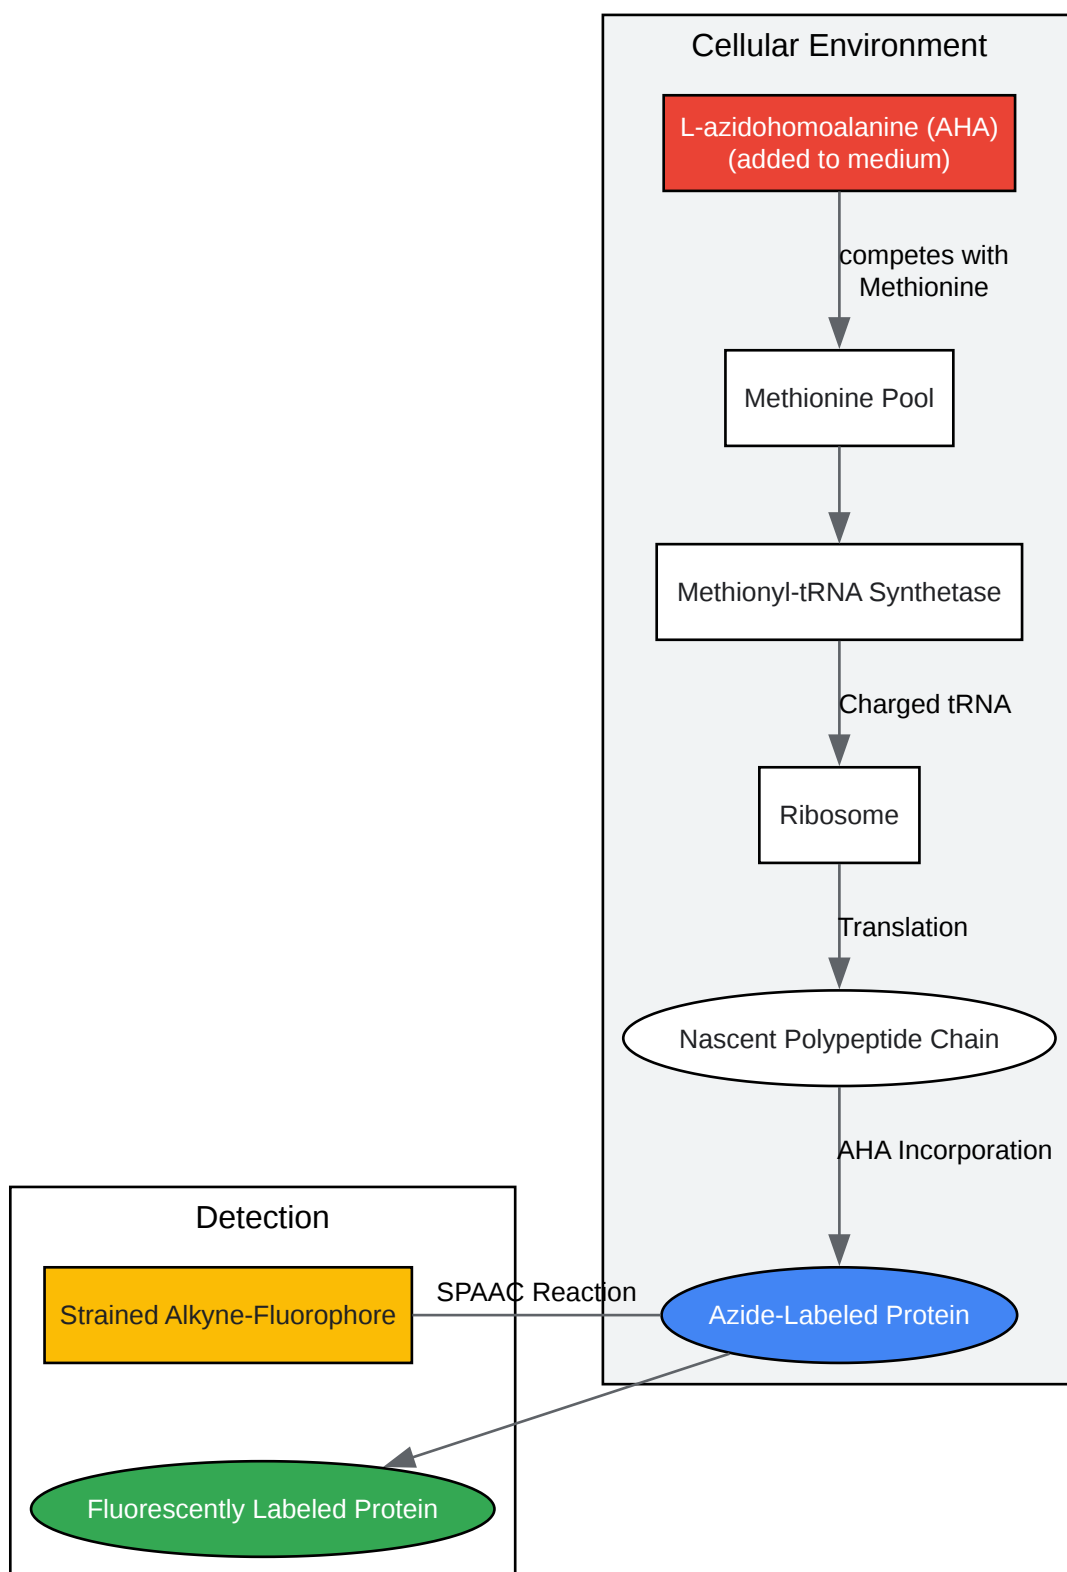 Cellular Environment
L-azidohomoalanine (AHA)
(added to medium)
competes with
Methionine
Methionine Pool
Methionyl-tRNA Synthetase
Charged tRNA
Ribosome
Translation
Nascent Polypeptide Chain
AHA Incorporation
Detection
Strained Alkyne-Fluorophore
SPAAC Reaction
Azide-Labeled Protein
Fluorescently Labeled Protein